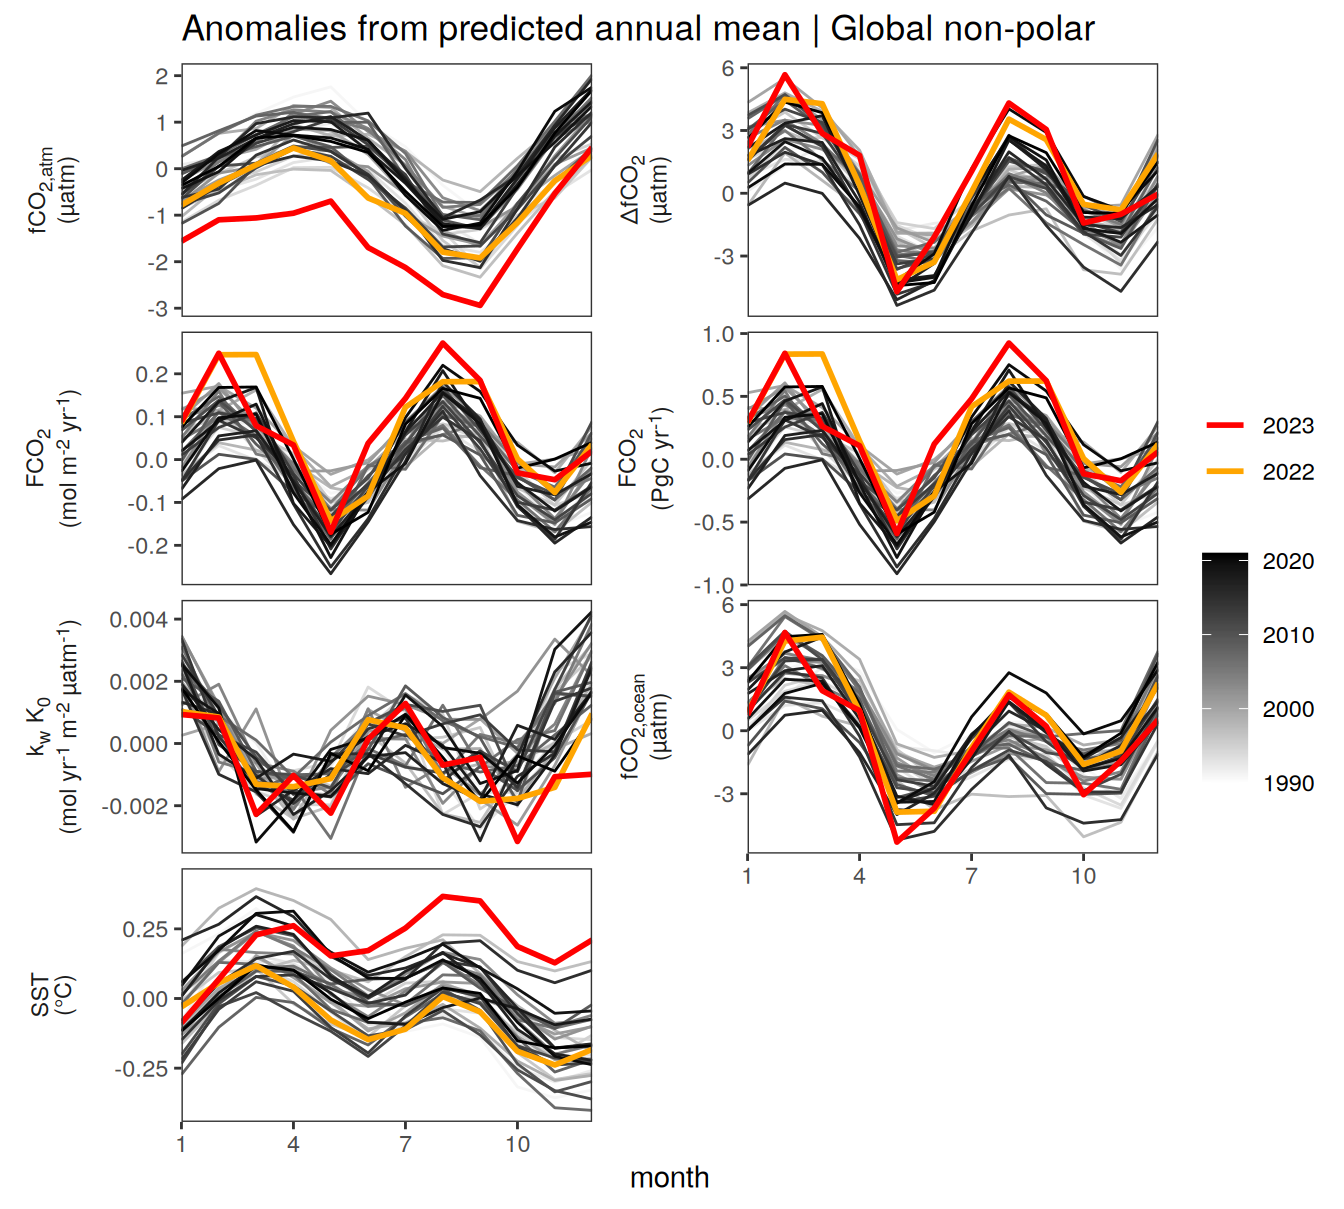 Anomalies from predicted annual mean | Global non-polar
fCO2,atm
(µatm)
2
1
0
-1
-2
-3
ΔfCO2
(µatm)
6
3
0
-3
FCO2
(mol m-2 yr-1)
0.2
0.1
0.0
-0.1
-0.2
FCO2
(PgC yr-1)
1.0
0.5
0.0
-0.5
-1.0
kw K0
(mol yr-1 m-2 µatm-1)
0.004
0.002
0.000
-0.002
fCO2,ocean
(µatm)
6
3
0
-3
1 4 7 10
SST
(°C)
0.25
0.00
-0.25
1 4 7 10
month
2023
2022
2020
2010
2000
1990